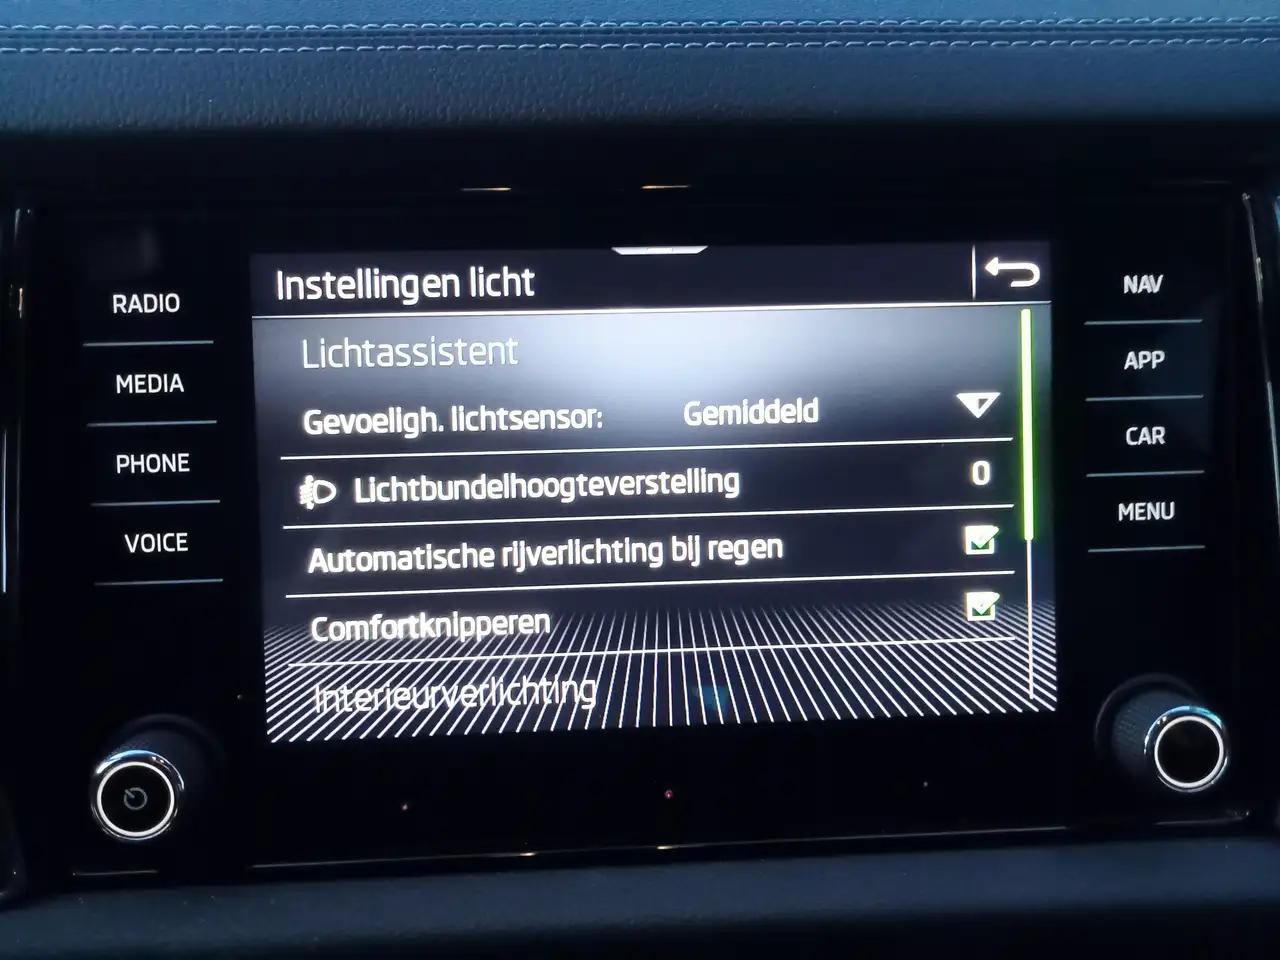 Instellingen licht
Lichtassistent
Gevoeligh. lichtsensor: Gemiddeld
Lichtbundelhoogteverstelling 0
Automatische rijverlichting bij regen
Comfortknipperen
Interieurverlichting
RADIO
MEDIA
PHONE
VOICE
NAV
APP
CAR
MENU